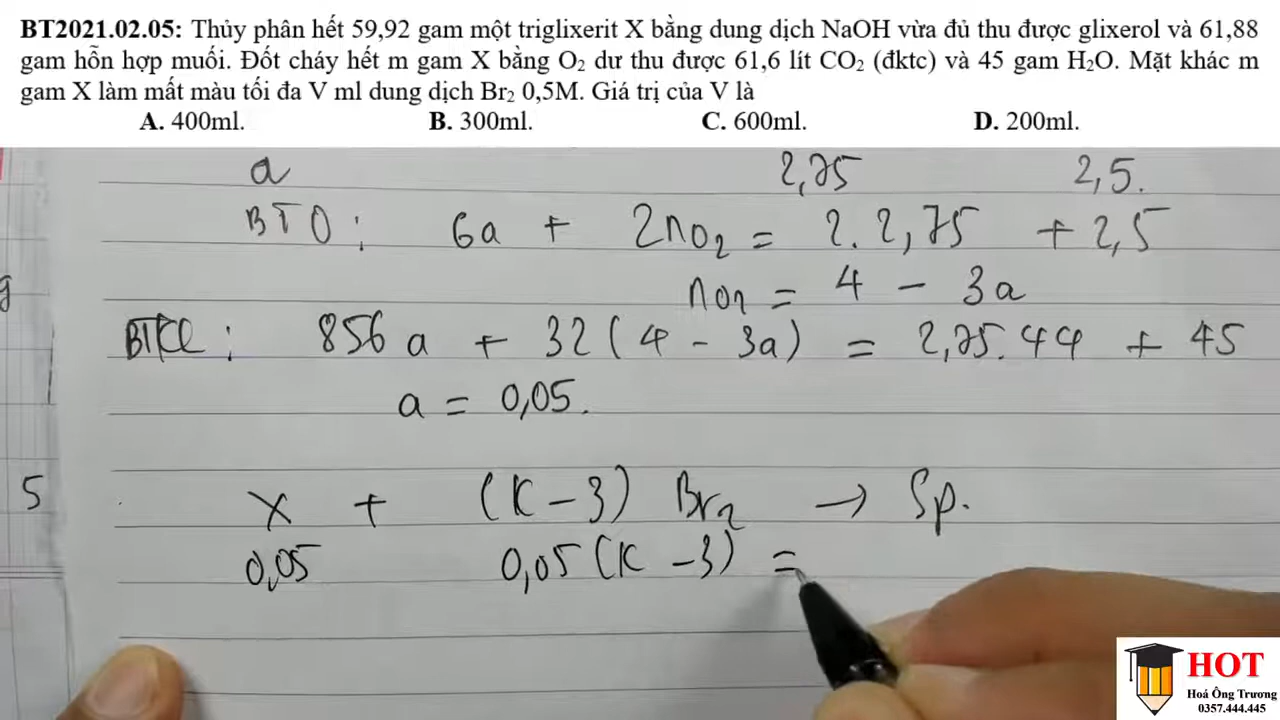 BT2021.02.05: Thủy phân hết 59,92 gam một triglixerit X bằng dung dịch NaOH vừa đủ thu được glixerol và 61,88
gam hỗn hợp muối. Đốt cháy hết m gam X bằng O₂ dư thu được 61,6 lít CO₂ (đktc) và 45 gam H₂O. Mặt khác m
gam X làm mất màu tối đa V ml dung dịch Br₂ 0,5M. Giá trị của V là
A. 400ml. B. 300ml. C. 600ml. D. 200ml.
a 2,75 2,5.
BTO: 6a + 2nO₂ = 2.2,75 + 2,5
nO₂ = 4 - 3a
BTKL: 856a + 32(4 - 3a) = 2,75.44 + 45
a = 0,05.
5
X + (K-3) Br₂ → Sp.
0,05 0,05(K-3) =
HOT
Hoá Ông Trương
0357.444.445